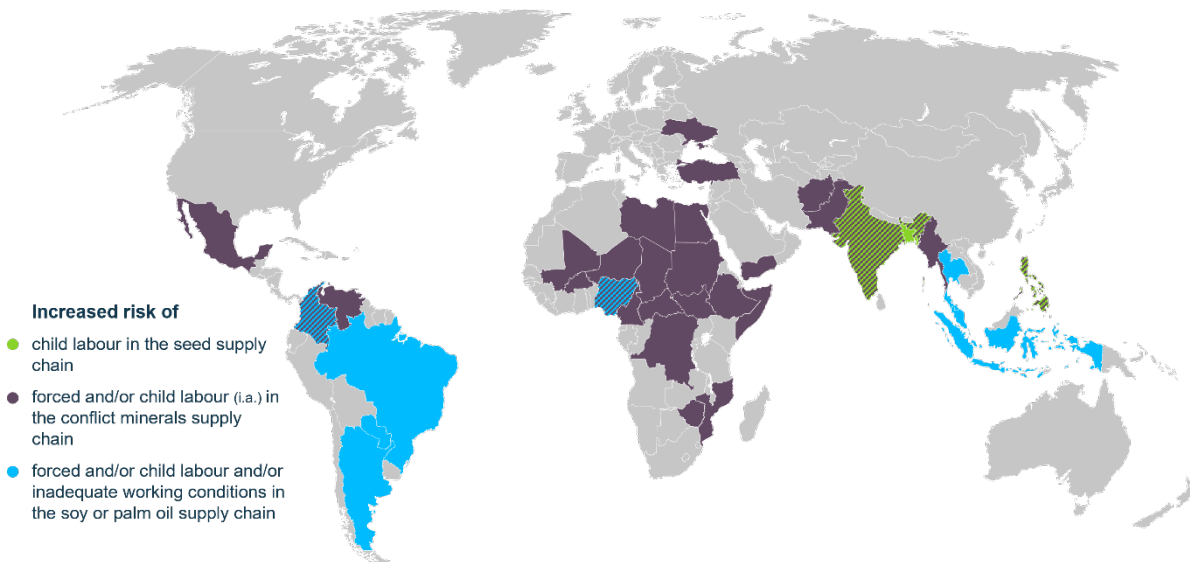 Increased risk of
child labour in the seed supply
chain
forced and/or child labour (i.a.) in
the conflict minerals supply
chain
forced and/or child labour and/or
inadequate working conditions in
the soy or palm oil supply chain